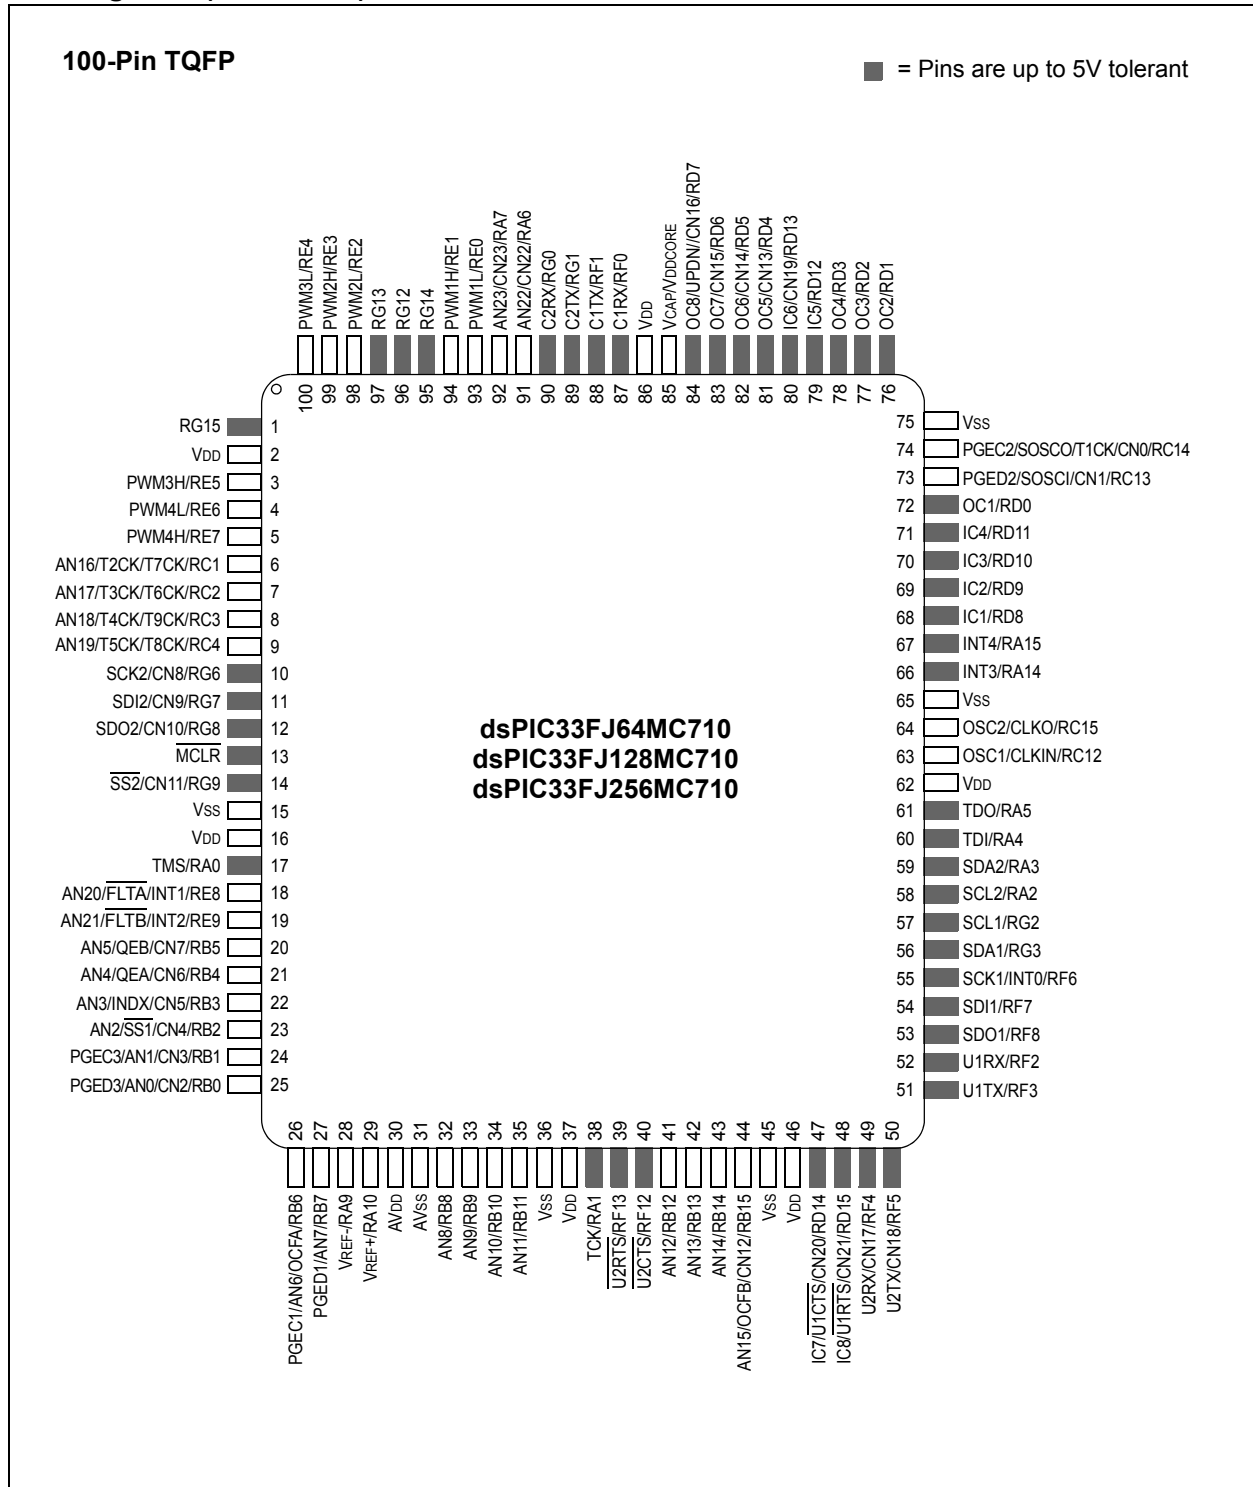 100-Pin TQFP
= Pins are up to 5V tolerant
PWM3L/RE4
PWM2H/RE3
PWM2L/RE2
RG13
RG12
RG14
PWM1H/RE1
PWM1L/RE0
AN23/CN23/RA7
AN22/CN22/RA6
C2RX/RG0
C2TX/RG1
C1TX/RF1
C1RX/RF0
VDD
VCAP/VDDCORE
OC8/UPDN//CN16/RD7
OC7/CN15/RD6
OC6/CN14/RD5
OC5/CN13/RD4
IC6/CN19/RD13
IC5/RD12
OC4/RD3
OC3/RD2
OC2/RD1
100
99
98
97
96
95
94
93
92
91
90
89
88
87
86
85
84
83
82
81
80
79
78
77
76
RG15 1
VDD 2
PWM3H/RE5 3
PWM4L/RE6 4
PWM4H/RE7 5
AN16/T2CK/T7CK/RC1 6
AN17/T3CK/T6CK/RC2 7
AN18/T4CK/T9CK/RC3 8
AN19/T5CK/T8CK/RC4 9
SCK2/CN8/RG6 10
SDI2/CN9/RG7 11
SDO2/CN10/RG8 12
MCLR 13
SS2/CN11/RG9 14
VSS 15
VDD 16
TMS/RA0 17
AN20/FLTA/INT1/RE8 18
AN21/FLTB/INT2/RE9 19
AN5/QEB/CN7/RB5 20
AN4/QEA/CN6/RB4 21
AN3/INDX/CN5/RB3 22
AN2/SS1/CN4/RB2 23
PGEC3/AN1/CN3/RB1 24
PGED3/AN0/CN2/RB0 25
dsPIC33FJ64MC710
dsPIC33FJ128MC710
dsPIC33FJ256MC710
75 VSS
74 PGEC2/SOSCO/T1CK/CN0/RC14
73 PGED2/SOSCI/CN1/RC13
72 OC1/RD0
71 IC4/RD11
70 IC3/RD10
69 IC2/RD9
68 IC1/RD8
67 INT4/RA15
66 INT3/RA14
65 VSS
64 OSC2/CLKO/RC15
63 OSC1/CLKIN/RC12
62 VDD
61 TDO/RA5
60 TDI/RA4
59 SDA2/RA3
58 SCL2/RA2
57 SCL1/RG2
56 SDA1/RG3
55 SCK1/INT0/RF6
54 SDI1/RF7
53 SDO1/RF8
52 U1RX/RF2
51 U1TX/RF3
26
27
28
29
30
31
32
33
34
35
36
37
38
39
40
41
42
43
44
45
46
47
48
49
50
PGEC1/AN6/OCFA/RB6
PGED1/AN7/RB7
VREF-/RA9
VREF+/RA10
AVDD
AVSS
AN8/RB8
AN9/RB9
AN10/RB10
AN11/RB11
VSS
VDD
TCK/RA1
U2RTS/RF13
U2CTS/RF12
AN12/RB12
AN13/RB13
AN14/RB14
AN15/OCFB/CN12/RB15
VSS
VDD
IC7/U1CTS/CN20/RD14
IC8/U1RTS/CN21/RD15
U2RX/CN17/RF4
U2TX/CN18/RF5